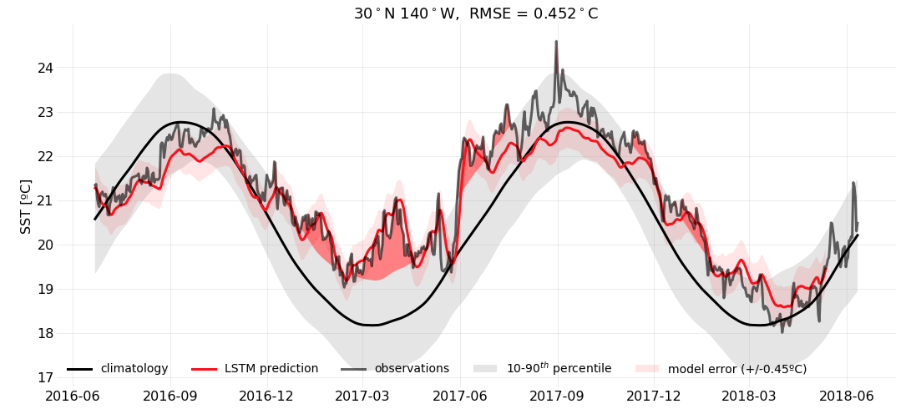 30°N 140°W, RMSE = 0.452°C
SST [ºC]
24
23
22
21
20
19
18
17
climatology LSTM prediction observations 10-90th percentile model error (+/-0.45ºC)
2016-06 2016-09 2016-12 2017-03 2017-06 2017-09 2017-12 2018-03 2018-06